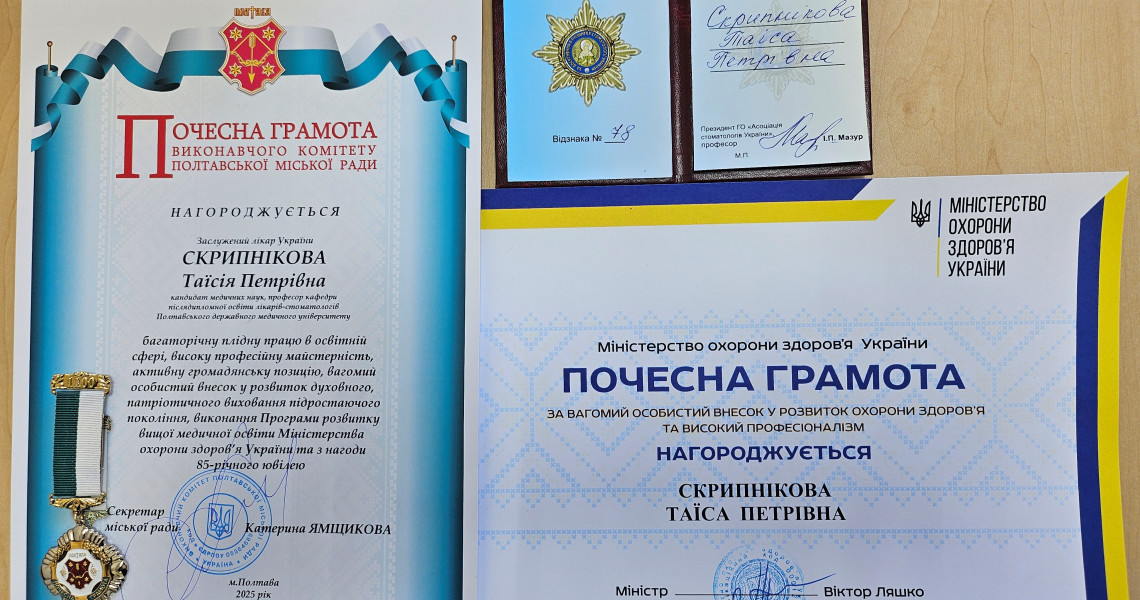 ПОЛТАВА
ПОЧЕСНА ГРАМОТА
ВИКОНАВЧОГО КОМІТЕТУ
ПОЛТАВСЬКОЇ МІСЬКОЇ РАДИ
НАГОРОДЖУЄТЬСЯ
Заслужений лікар України
СКРИПНІКОВА
Таїсія Петрівна
кандидат медичних наук, професор кафедри
післядипломної освіти лікарів-стоматологів
Полтавського державного медичного університету
багаторічну плідну працю в освітній
сфері, високу професійну майстерність,
активну громадянську позицію, вагомий
особистий внесок у розвиток духовного,
патріотичного виховання підростаючого
покоління, виконання Програми розвитку
вищої медичної освіти Міністерства
охорони здоров'я України та з нагоди
85-річного ювілею
Секретар
міської ради
Катерина ЯМЩИКОВА
УКРАЇНА
м.Полтава
2025 рік
Відзнака № 78
Скрипнікова
Таїса
Петрівна
Президент ГО «Асоціація
стоматологів України»
професор
І.П. Мазур
М.П.
МІНІСТЕРСТВО
ОХОРОНИ
ЗДОРОВ'Я
УКРАЇНИ
Міністерство охорони здоров'я України
ПОЧЕСНА ГРАМОТА
ЗА ВАГОМИЙ ОСОБИСТИЙ ВНЕСОК У РОЗВИТОК ОХОРОНИ ЗДОРОВ'Я
ТА ВИСОКИЙ ПРОФЕСІОНАЛІЗМ
НАГОРОДЖУЄТЬСЯ
СКРИПНІКОВА
ТАЇСА ПЕТРІВНА
Міністр
Віктор Ляшко